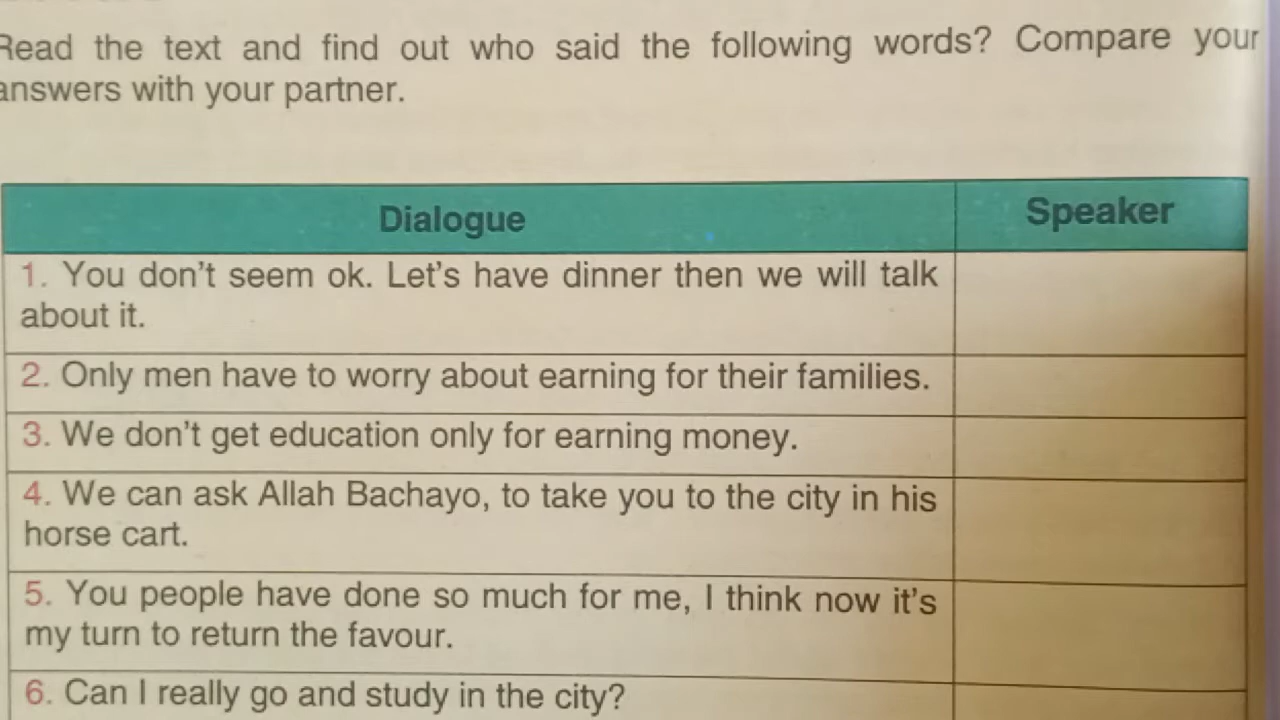 Read the text and find out who said the following words? Compare your
answers with your partner.
Dialogue
Speaker
1. You don't seem ok. Let's have dinner then we will talk
about it.
2. Only men have to worry about earning for their families.
3. We don't get education only for earning money.
4. We can ask Allah Bachayo, to take you to the city in his
horse cart.
5. You people have done so much for me, I think now it's
my turn to return the favour.
6. Can I really go and study in the city?